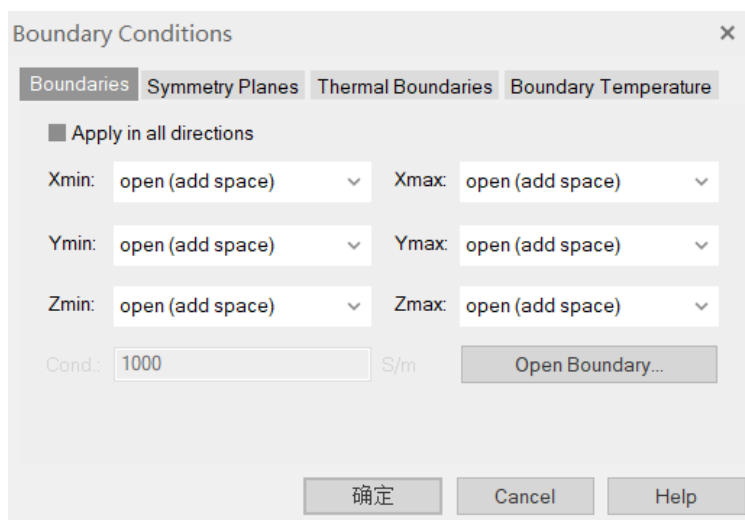 Boundary Conditions
Boundaries Symmetry Planes Thermal Boundaries Boundary Temperature
Apply in all directions
Xmin: open (add space) Xmax: open (add space)
Ymin: open (add space) Ymax: open (add space)
Zmin: open (add space) Zmax: open (add space)
Cond.: 1000 S/m Open Boundary...
确定 Cancel Help